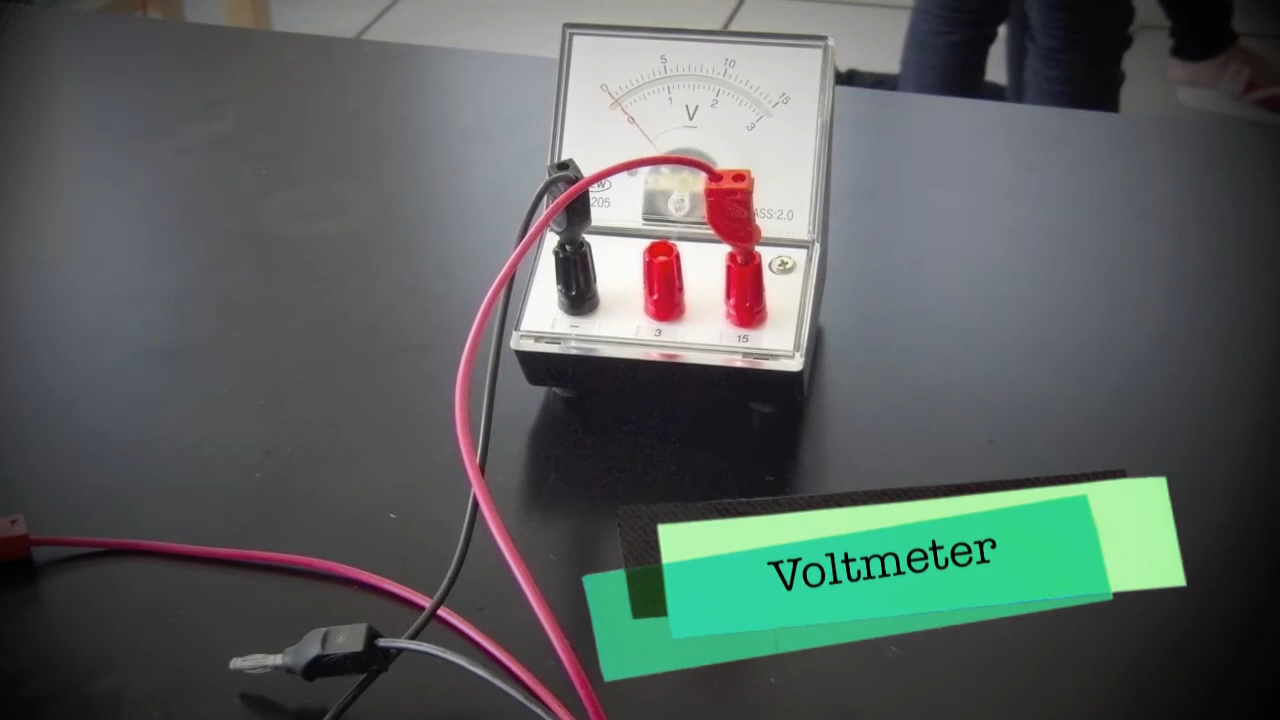 0 5 10 15
0 1 2 3
V
205
ASS:2.0
— 3 15
Voltmeter